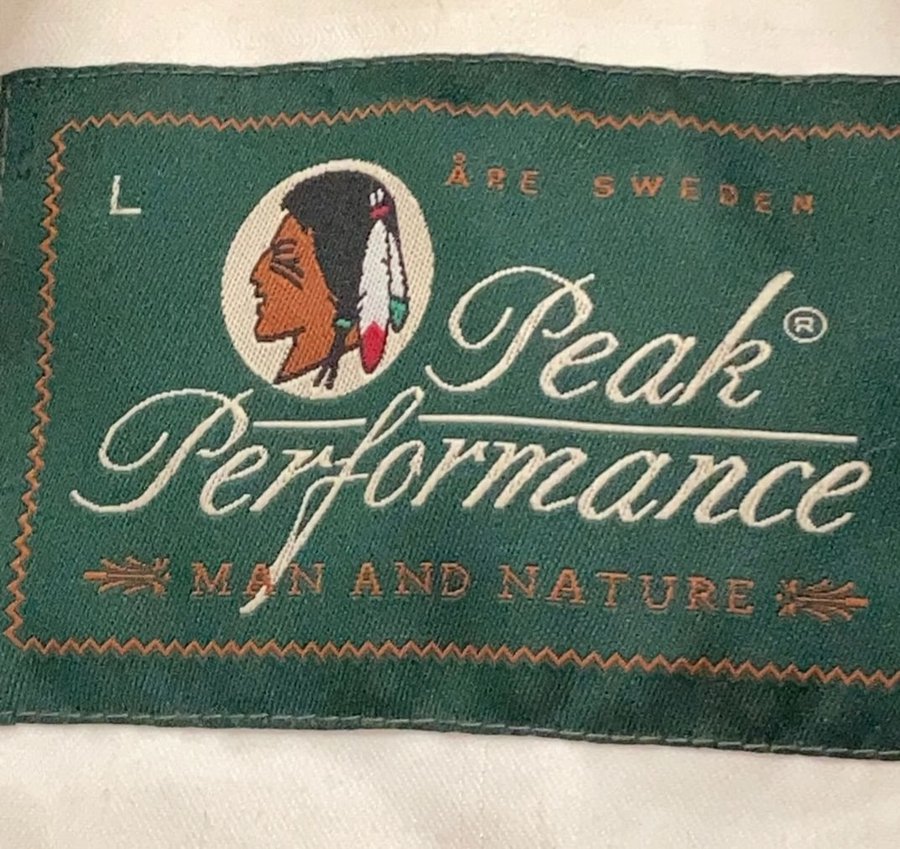 L
ÅRE SWEDEN
Peak®
Performance
MAN AND NATURE